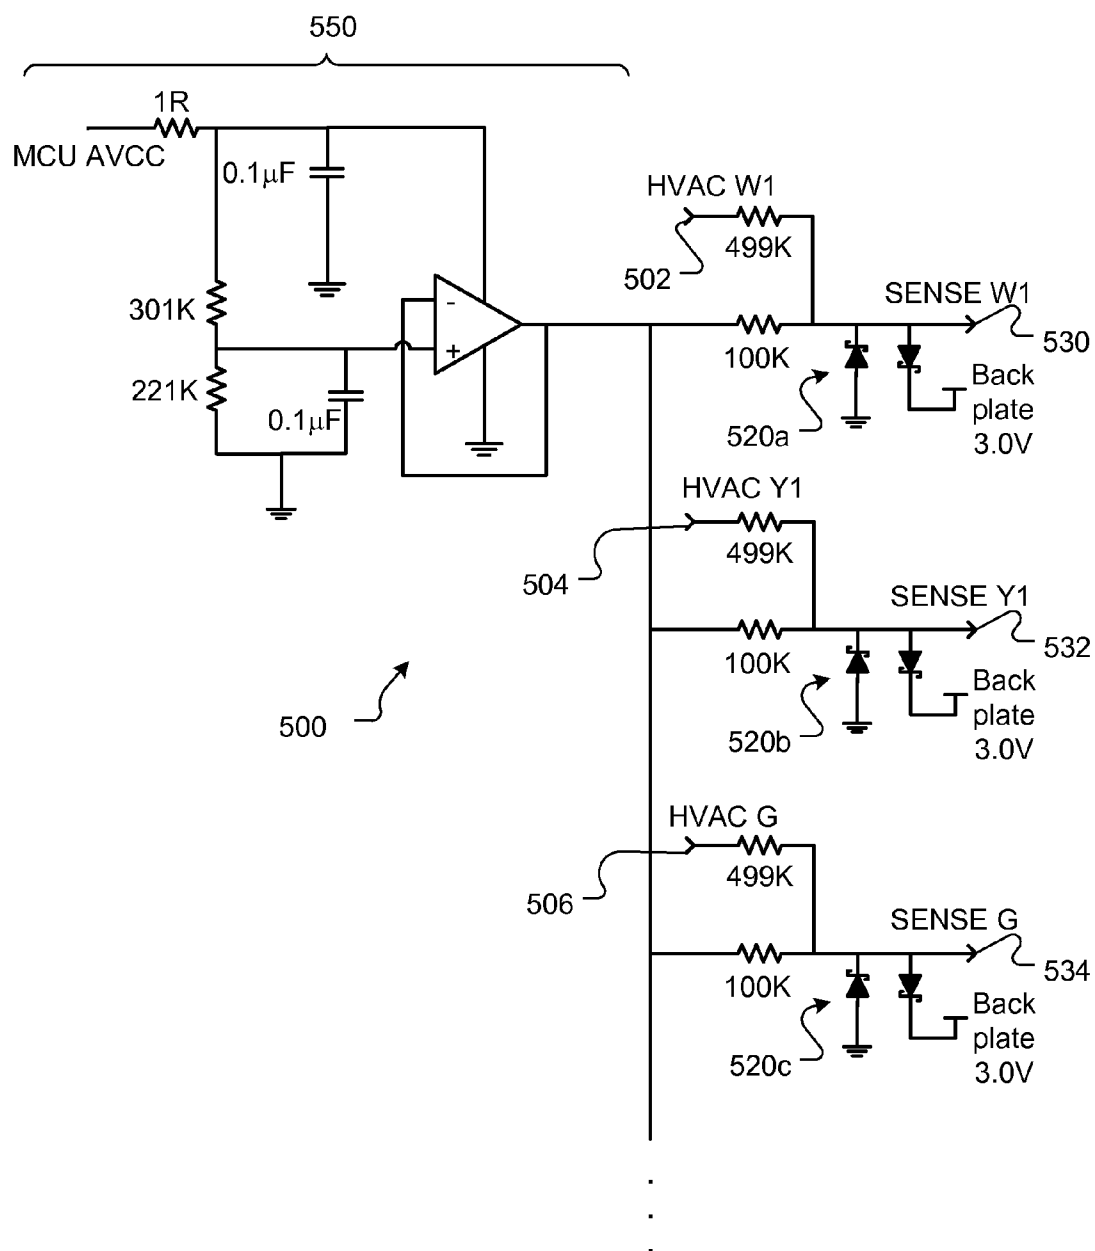 550
1R
MCU AVCC
0.1μF
301K
221K
0.1μF
-
+
HVAC W1
499K
502
SENSE W1
530
100K
520a
Back
plate
3.0V
HVAC Y1
499K
504
SENSE Y1
532
100K
520b
Back
plate
3.0V
500
HVAC G
499K
506
SENSE G
534
100K
520c
Back
plate
3.0V